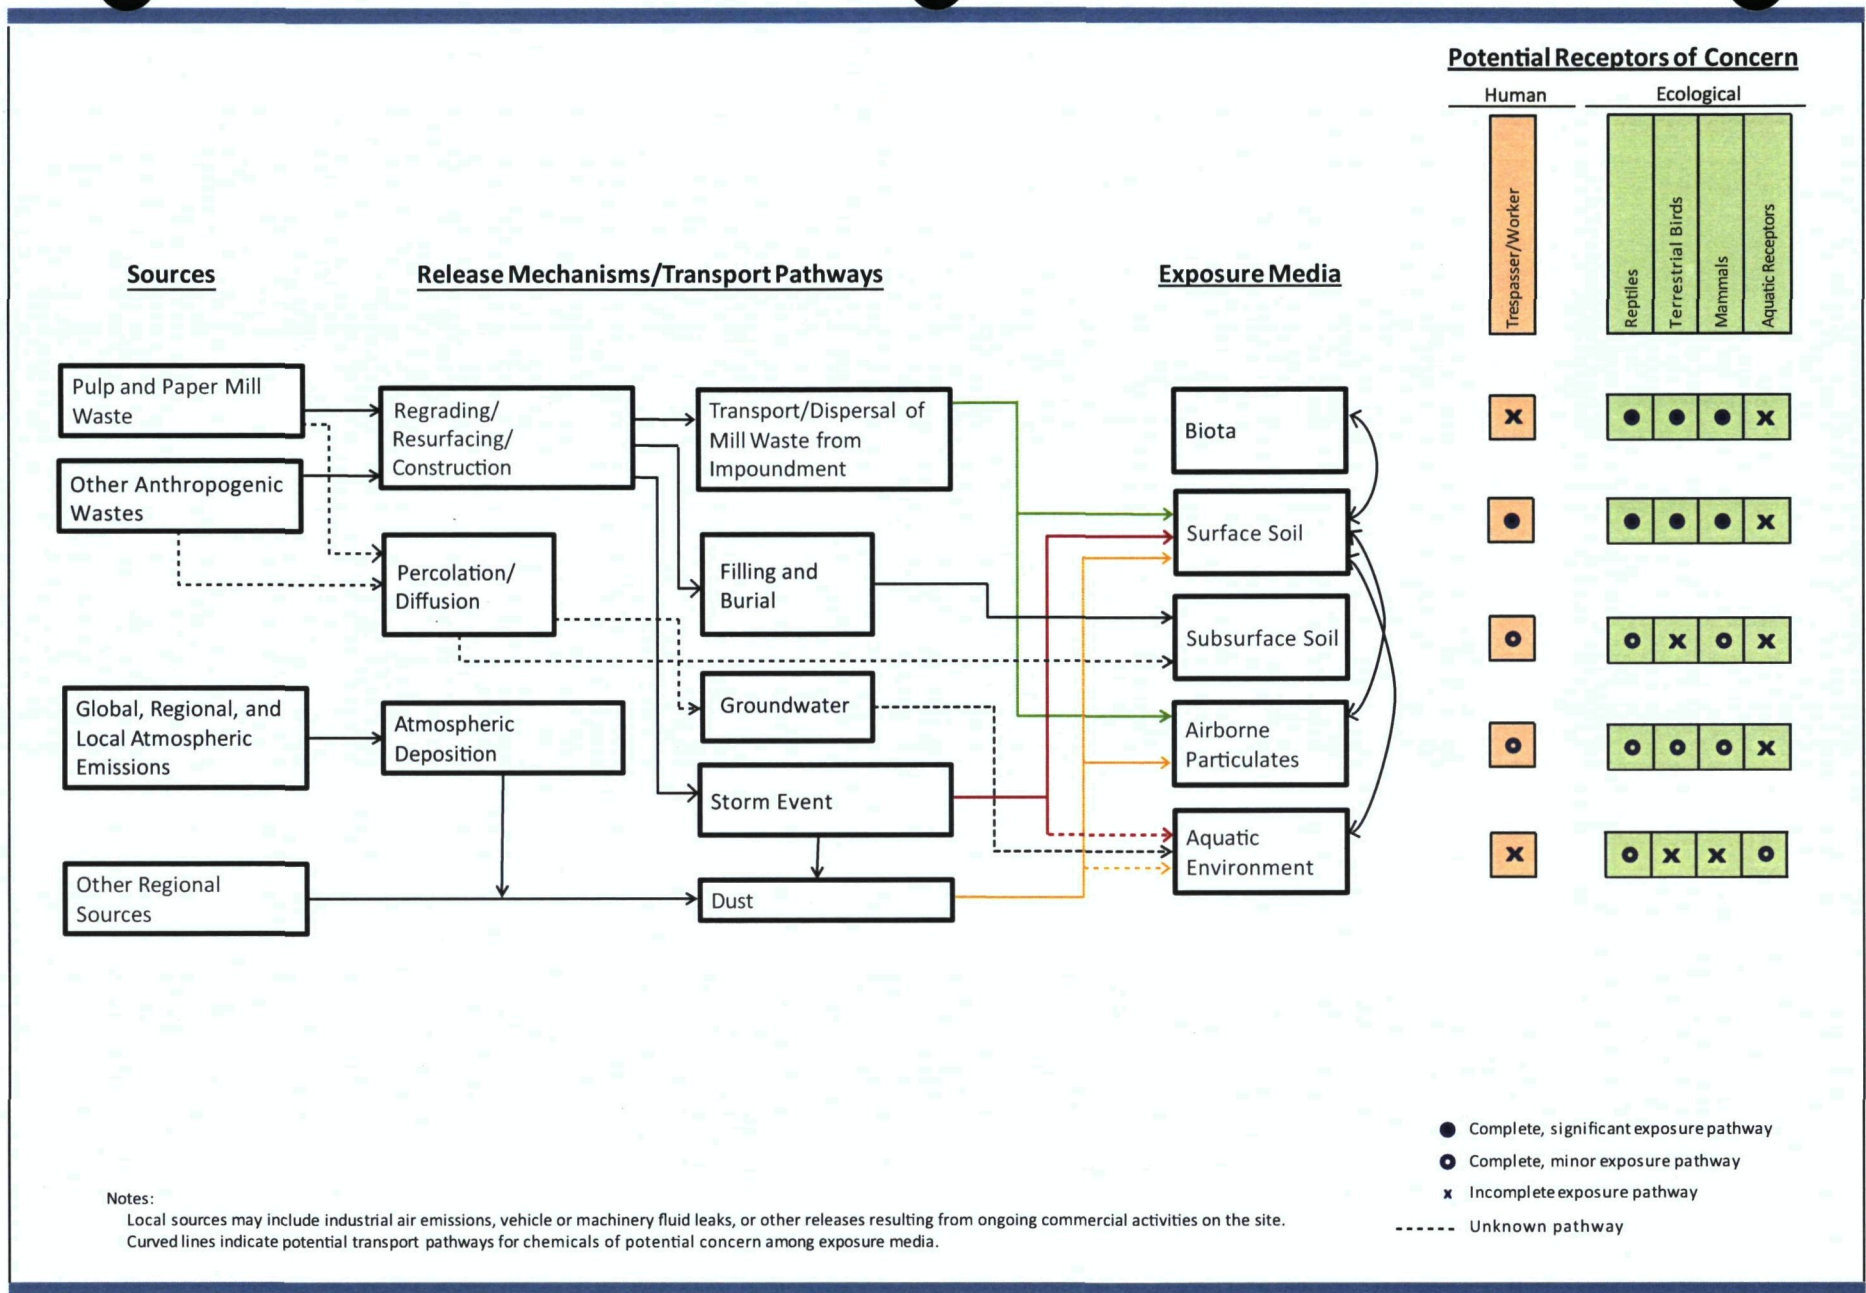 Potential Receptors of Concern
Human
Ecological
Trespasser/Worker
Reptiles
Terrestrial Birds
Mammals
Aquatic Receptors
Sources
Release Mechanisms/Transport Pathways
Exposure Media
Pulp and Paper Mill
Waste
Other Anthropogenic
Wastes
Global, Regional, and
Local Atmospheric
Emissions
Other Regional
Sources
Regrading/
Resurfacing/
Construction
Percolation/
Diffusion
Atmospheric
Deposition
Transport/Dispersal of
Mill Waste from
Impoundment
Filling and
Burial
Groundwater
Storm Event
Dust
Biota
Surface Soil
Subsurface Soil
Airborne
Particulates
Aquatic
Environment
x x
x
x x
x
x x x
Complete, significant exposure pathway
Complete, minor exposure pathway
x Incomplete exposure pathway
Unknown pathway
Notes:
Local sources may include industrial air emissions, vehicle or machinery fluid leaks, or other releases resulting from ongoing commercial activities on the site.
Curved lines indicate potential transport pathways for chemicals of potential concern among exposure media.